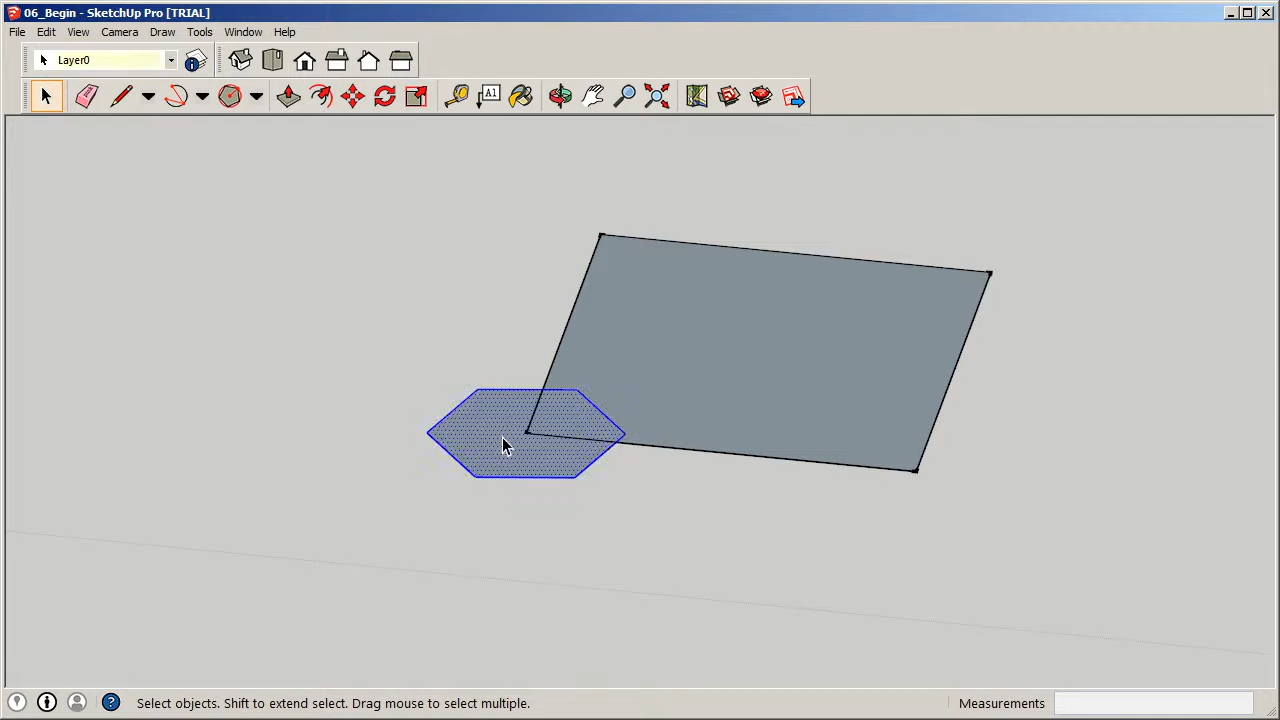 06_Begin - SketchUp Pro [TRIAL]
File Edit View Camera Draw Tools Window Help
Layer0
A1
Select objects. Shift to extend select. Drag mouse to select multiple.
Measurements